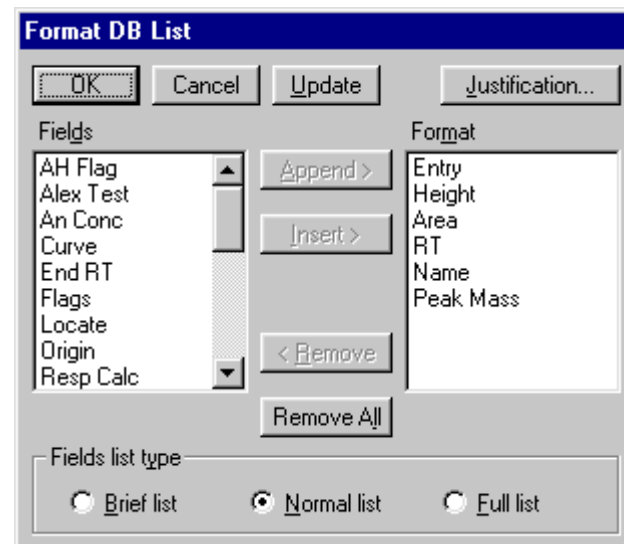 Format DB List
OK Cancel Update Justification...
Fields
AH Flag
Alex Test
An Conc
Curve
End RT
Flags
Locate
Origin
Resp Calc
Append >
Insert >
< Remove
Remove All
Format
Entry
Height
Area
RT
Name
Peak Mass
Fields list type
Brief list Normal list Full list